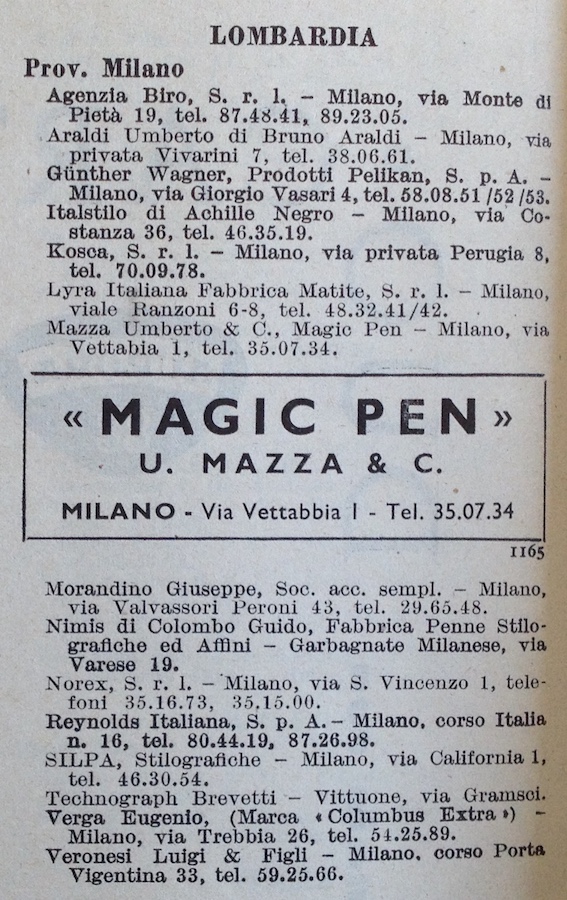 LOMBARDIA
Prov. Milano
Agenzia Biro, S. r. l. – Milano, via Monte di
Pietà 19, tel. 87.48.41, 89.23.05.
Araldi Umberto di Bruno Araldi – Milano, via
privata Vivarini 7, tel. 38.06.61.
Günther Wagner, Prodotti Pelikan, S. p. A. –
Milano, via Giorgio Vasari 4, tel. 58.08.51/52/53.
Italstilo di Achille Negro – Milano, via Co-
stanza 36, tel. 46.35.19.
Kosca, S. r. l. – Milano, via privata Perugia 8,
tel. 70.09.78.
Lyra Italiana Fabbrica Matite, S. r. l. – Milano,
viale Ranzoni 6-8, tel. 48.32.41/42.
Mazza Umberto & C., Magic Pen – Milano, via
Vettabia 1, tel. 35.07.34.
« MAGIC PEN »
U. MAZZA & C.
MILANO - Via Vettabbia 1 - Tel. 35.07.34
1165
Morandino Giuseppe, Soc. acc. sempl. – Milano,
via Valvassori Peroni 43, tel. 29.65.48.
Nimis di Colombo Guido, Fabbrica Penne Stilo-
grafiche ed Affini – Garbagnate Milanese, via
Varese 19.
Norex, S. r. l. – Milano, via S. Vincenzo 1, tele-
foni 35.16.73, 35.15.00.
Reynolds Italiana, S. p. A. – Milano, corso Italia
n. 16, tel. 80.44.19, 87.26.98.
SILPA, Stilografiche – Milano, via California 1,
tel. 46.30.54.
Technograph Brevetti – Vittuone, via Gramsci.
Verga Eugenio, (Marca « Columbus Extra ») –
Milano, via Trebbia 26, tel. 54.25.89.
Veronesi Luigi & Figli – Milano, corso Porta
Vigentina 33, tel. 59.25.66.